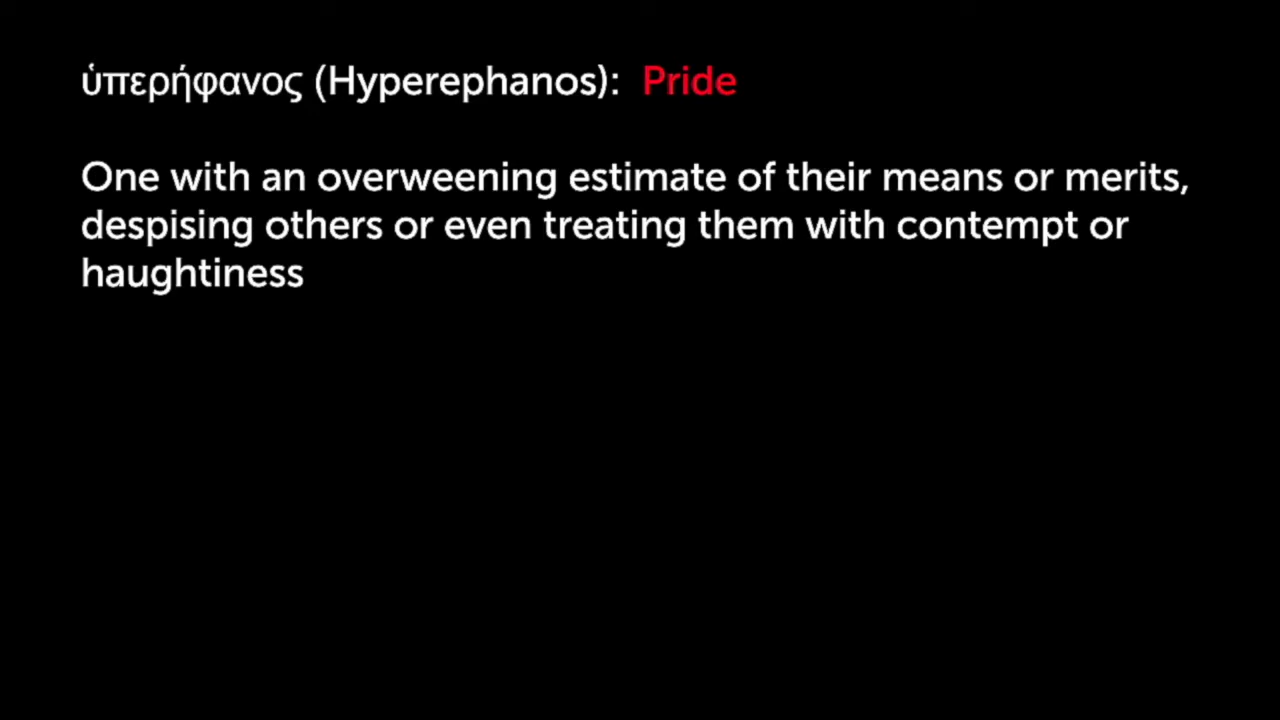 ὑπερήφανος (Hyperephanos): Pride
One with an overweening estimate of their means or merits,
despising others or even treating them with contempt or
haughtiness